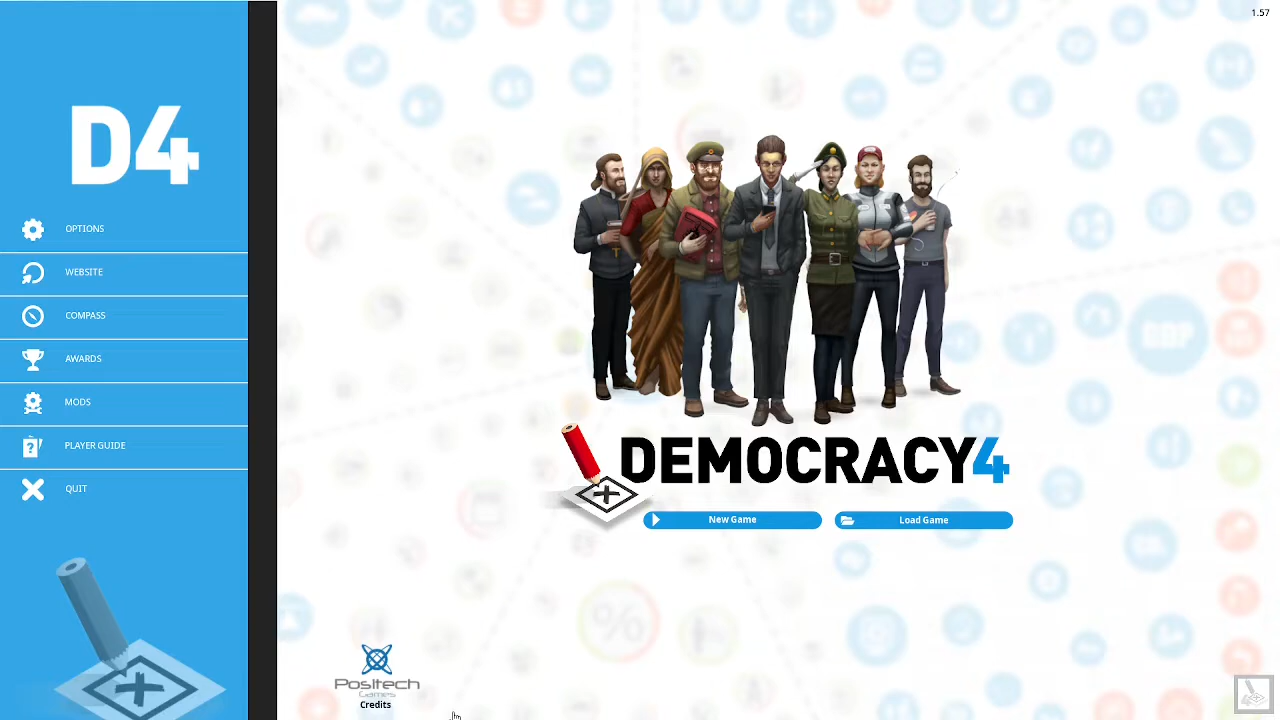 1.57
D4
OPTIONS
WEBSITE
COMPASS
AWARDS
MODS
PLAYER GUIDE
QUIT
GDP
DEMOCRACY4
New Game
Load Game
%
Positech
Games
Credits